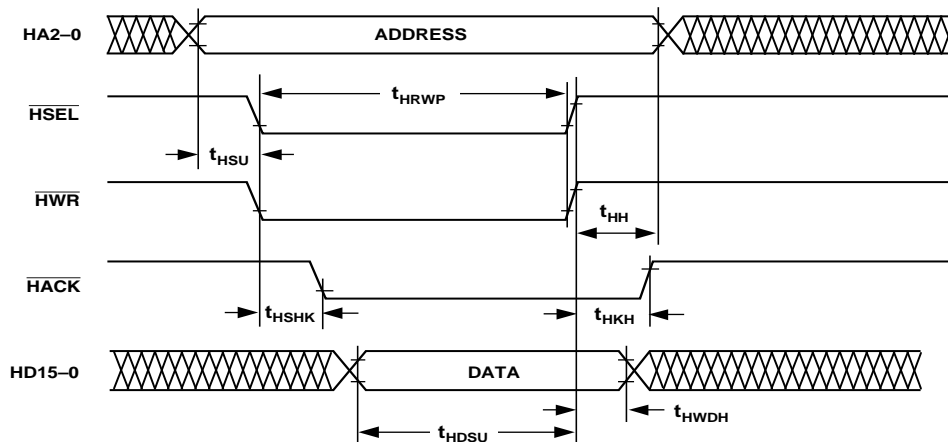 HA2–0
ADDRESS
tHRWP
HSEL
tHSU
HWR
tHH
HACK
tHSHK
tHKH
HD15–0
DATA
tHWDH
tHDSU